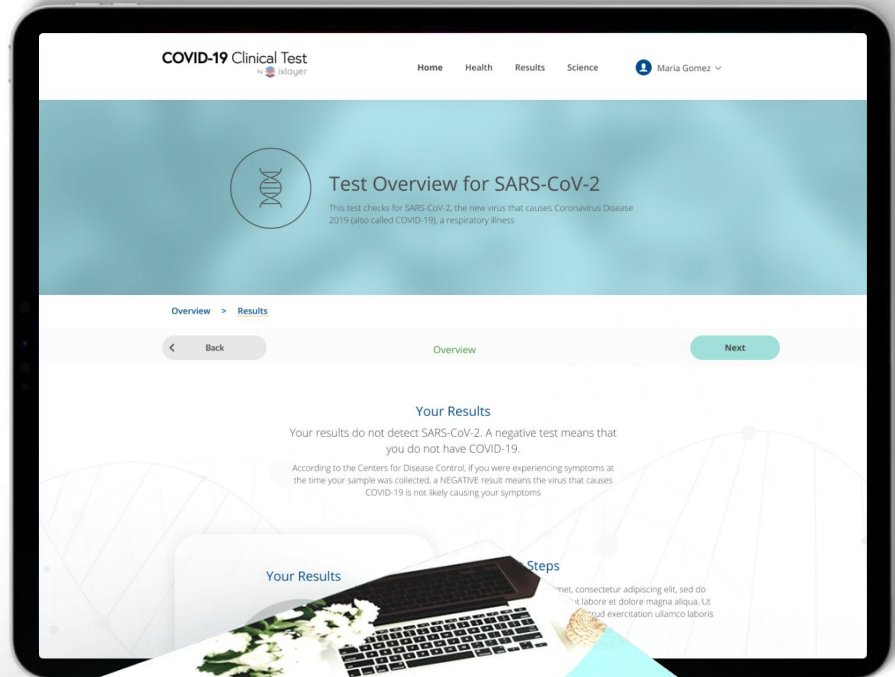 COVID-19 Clinical Test
by ixlayer
Home Health Results Science Maria Gomez
Test Overview for SARS-CoV-2
This test checks for SARS-CoV-2, the new virus that causes Coronavirus Disease
2019 (also called COVID-19), a respiratory illness
Overview > Results
Back Overview Next
Your Results
Your results do not detect SARS-CoV-2. A negative test means that
you do not have COVID-19.
According to the Centers for Disease Control, if you were experiencing symptoms at
the time your sample was collected, a NEGATIVE result means the virus that causes
COVID-19 is not likely causing your symptoms
Your Results
Steps
consectetur adipiscing elit, sed do
labore et dolore magna aliqua. Ut
exercitation ullamco laboris